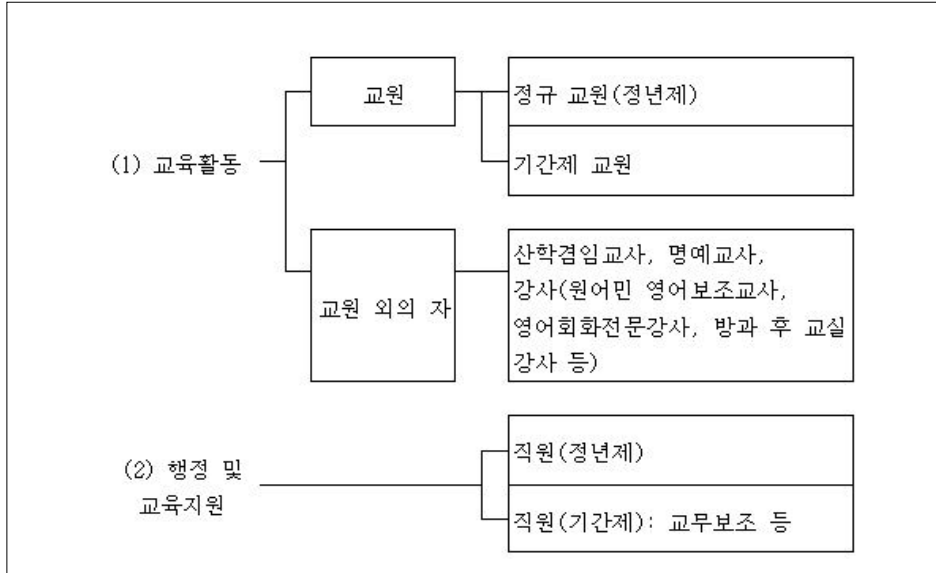 교원
정규 교원(정년제)
(1) 교육활동
기간제 교원
교원 외의 자
산학겸임교사, 명예교사,
강사(원어민 영어보조교사,
영어회화전문강사, 방과 후 교실
강사 등)
(2) 행정 및
교육지원
직원(정년제)
직원(기간제): 교무보조 등